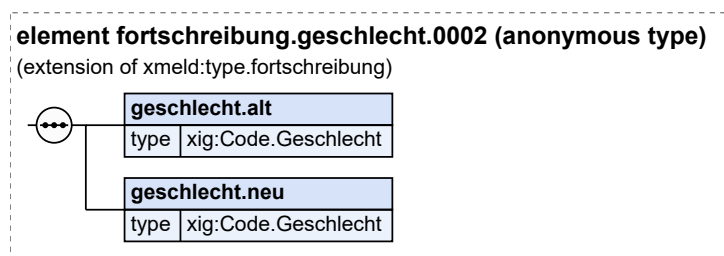 element fortschreibung.geschlecht.0002 (anonymous type)
(extension of xmeld:type.fortschreibung)
geschlecht.alt
type xig:Code.Geschlecht
geschlecht.neu
type xig:Code.Geschlecht